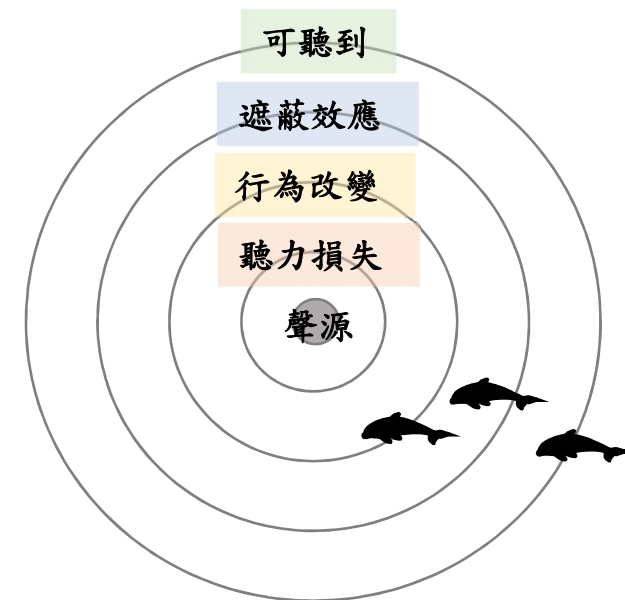 可聽到
遮蔽效應
行為改變
聽力損失
聲源